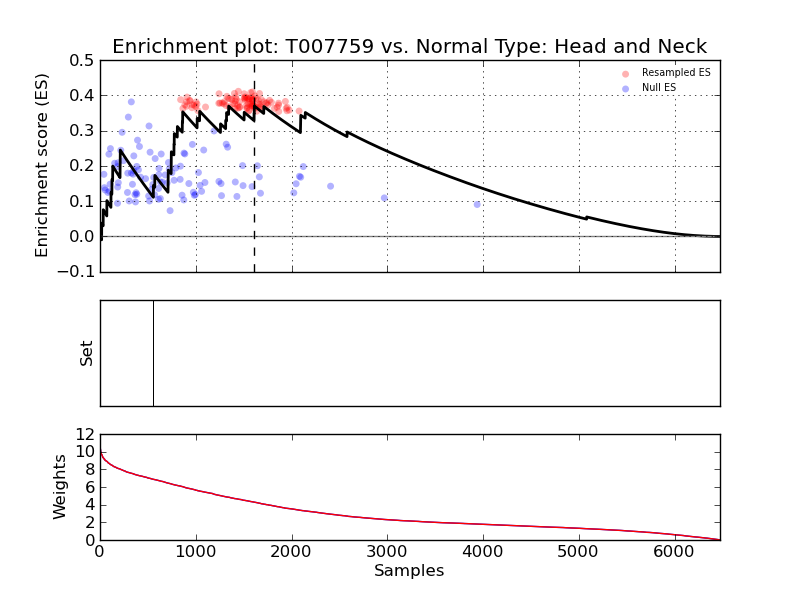 Enrichment plot: T007759 vs. Normal Type: Head and Neck
Enrichment score (ES)
0.5
0.4
0.3
0.2
0.1
0.0
−0.1
Resampled ES
Null ES
Set
Weights
12
10
8
6
4
2
0
0 1000 2000 3000 4000 5000 6000
Samples